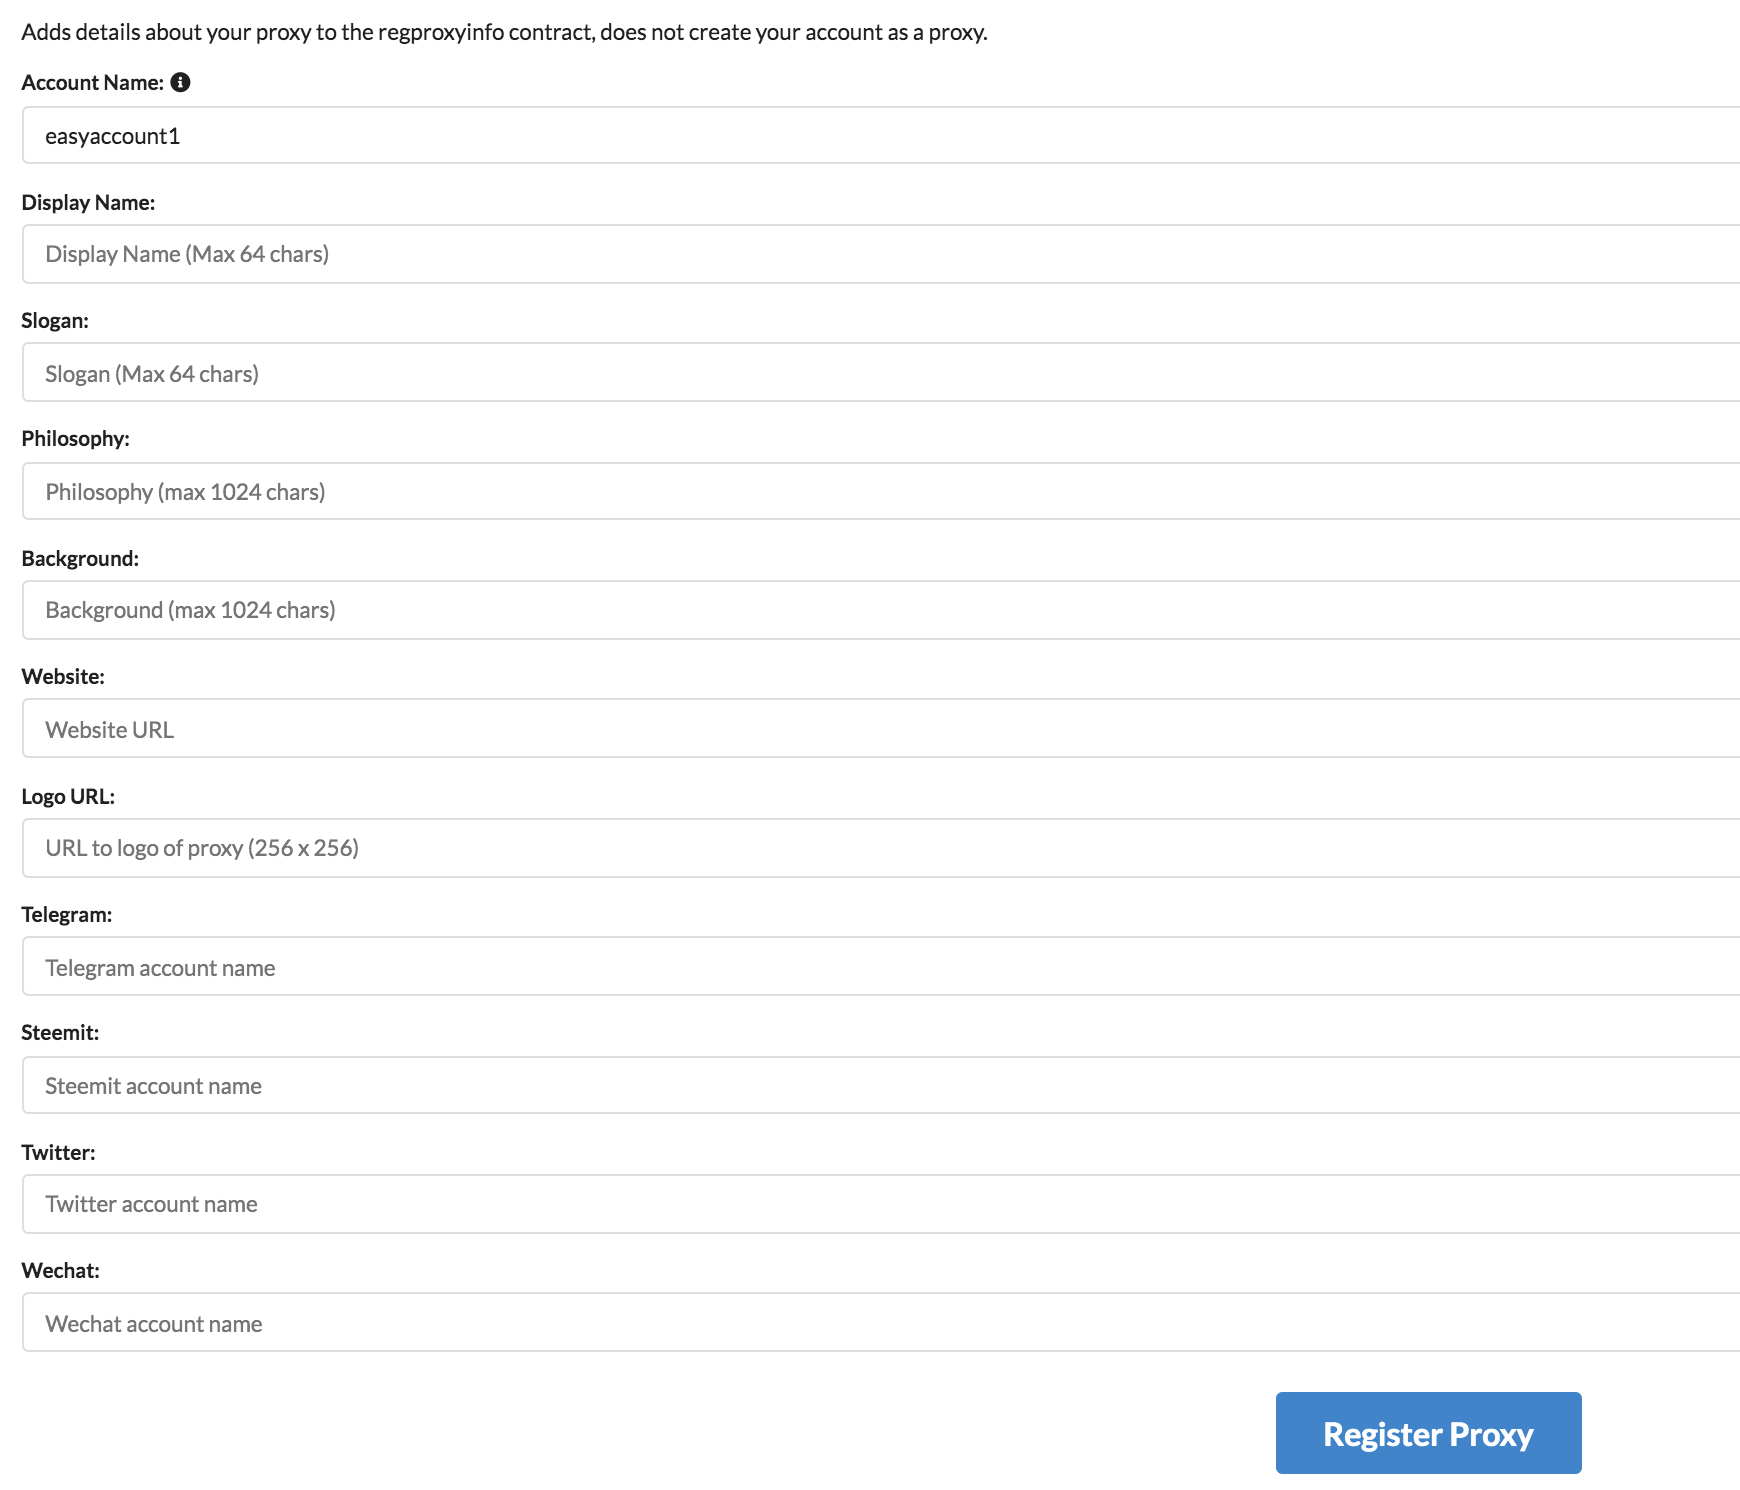 Adds details about your proxy to the regproxyinfo contract, does not create your account as a proxy.
Account Name:
easyaccount1
Display Name:
Display Name (Max 64 chars)
Slogan:
Slogan (Max 64 chars)
Philosophy:
Philosophy (max 1024 chars)
Background:
Background (max 1024 chars)
Website:
Website URL
Logo URL:
URL to logo of proxy (256 x 256)
Telegram:
Telegram account name
Steemit:
Steemit account name
Twitter:
Twitter account name
Wechat:
Wechat account name
Register Proxy